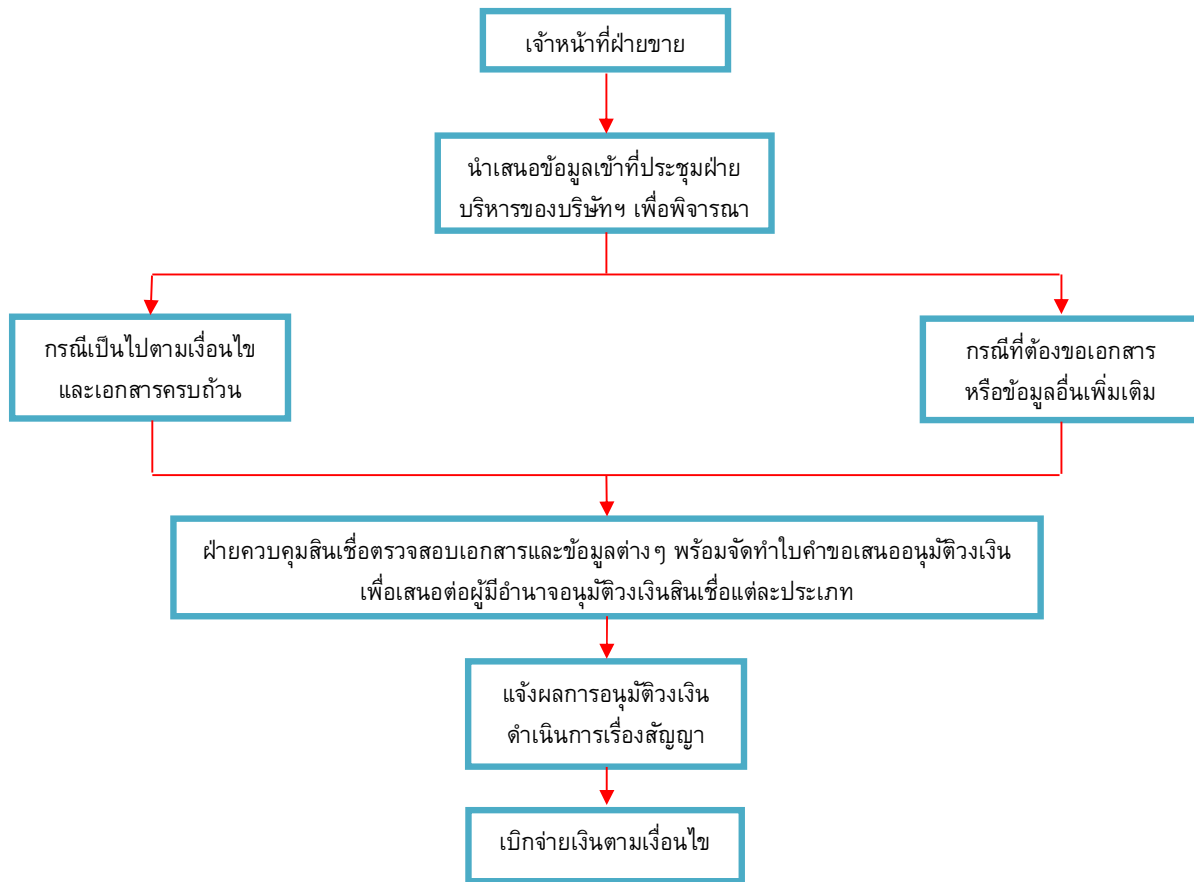 เจ้าหน้าที่ฝ่ายขาย
นำเสนอข้อมูลเข้าที่ประชุมฝ่าย
บริหารของบริษัทฯ เพื่อพิจารณา
กรณีเป็นไปตามเงื่อนไข
และเอกสารครบถ้วน
กรณีที่ต้องขอเอกสาร
หรือข้อมูลอื่นเพิ่มเติม
ฝ่ายควบคุมสินเชื่อตรวจสอบเอกสารและข้อมูลต่างๆ พร้อมจัดทำใบคำขอเสนออนุมัติวงเงิน
เพื่อเสนอต่อผู้มีอำนาจอนุมัติวงเงินสินเชื่อแต่ละประเภท
แจ้งผลการอนุมัติวงเงิน
ดำเนินการเรื่องสัญญา
เบิกจ่ายเงินตามเงื่อนไข